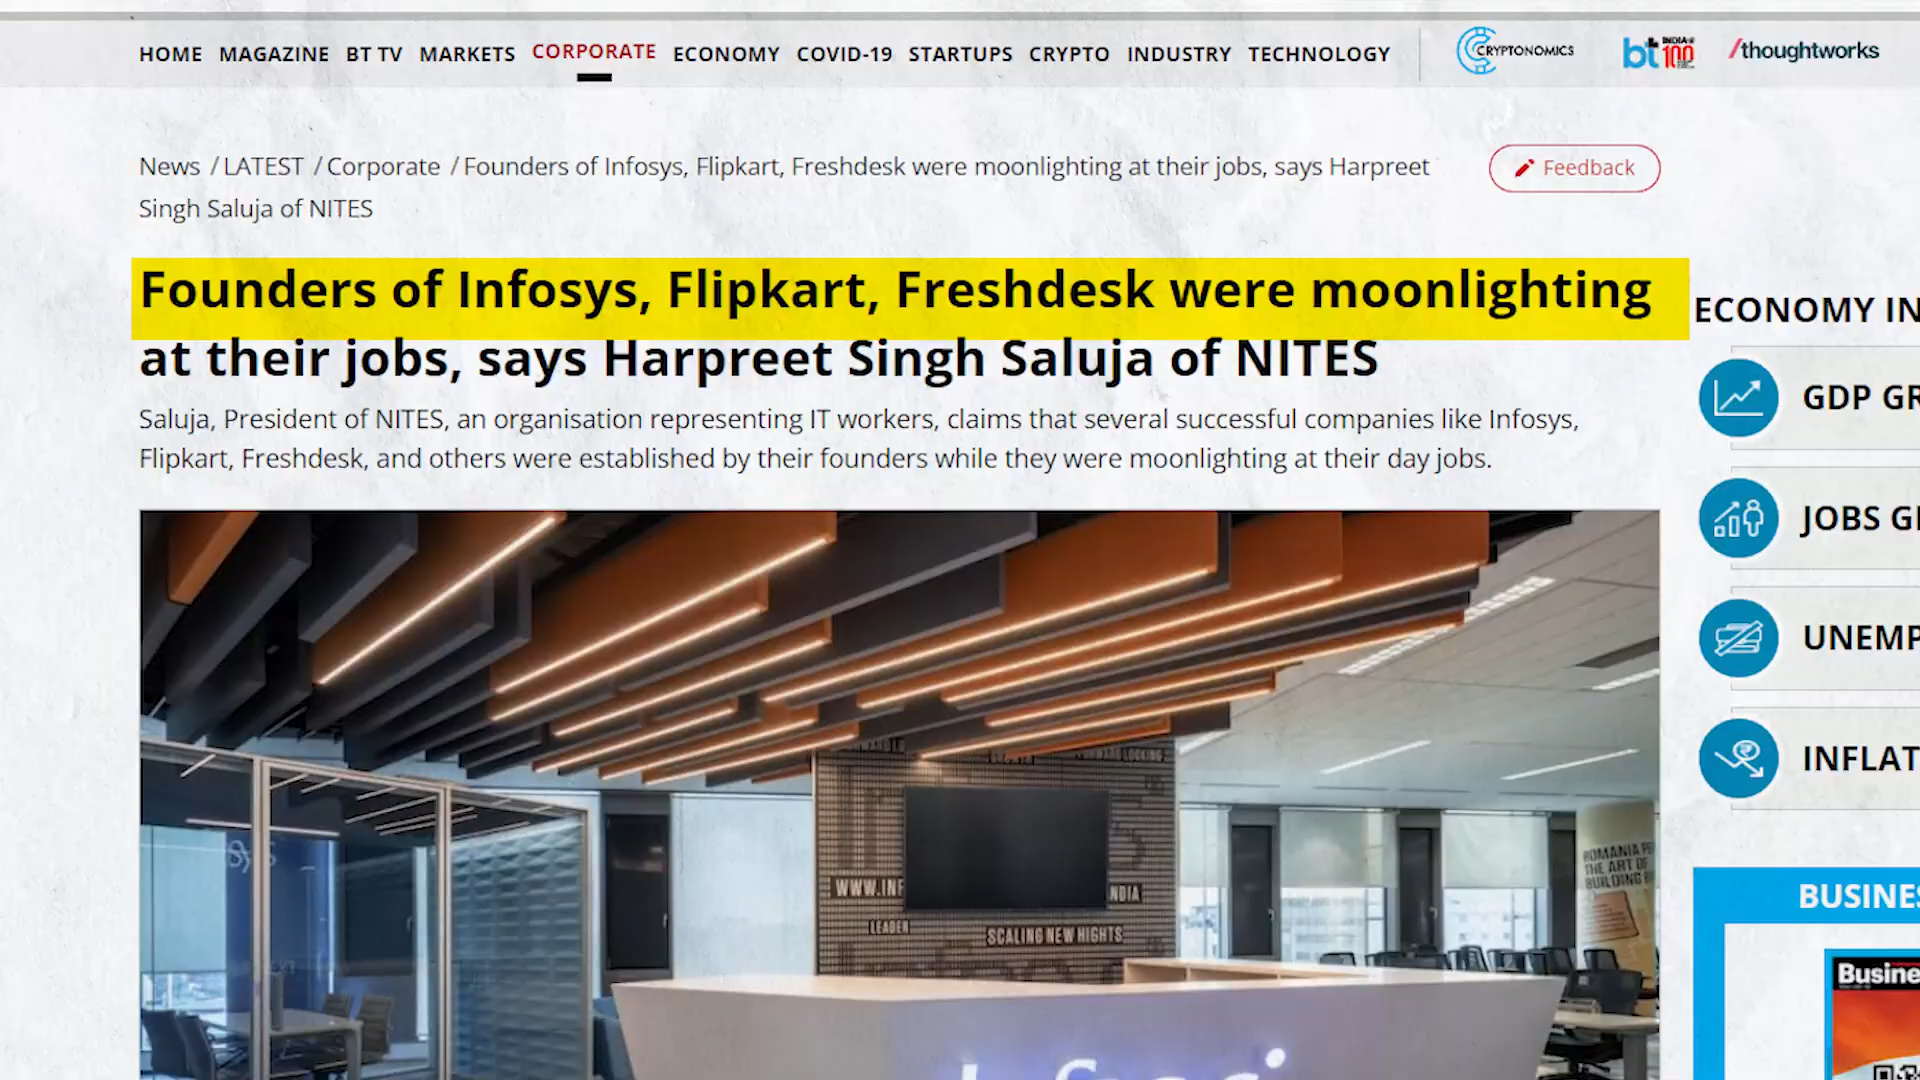 HOME MAGAZINE BT TV MARKETS CORPORATE ECONOMY COVID-19 STARTUPS CRYPTO INDUSTRY TECHNOLOGY
CRYPTONOMICS
bt INDIA@ 100
/thoughtworks
News / LATEST / Corporate / Founders of Infosys, Flipkart, Freshdesk were moonlighting at their jobs, says Harpreet
Singh Saluja of NITES
Feedback
Founders of Infosys, Flipkart, Freshdesk were moonlighting
at their jobs, says Harpreet Singh Saluja of NITES
Saluja, President of NITES, an organisation representing IT workers, claims that several successful companies like Infosys,
Flipkart, Freshdesk, and others were established by their founders while they were moonlighting at their day jobs.
ECONOMY IN
GDP GR
JOBS G
UNEMP
INFLAT
BUSINES
Busine
WWW.INF
NDIA
LEADER
SCALING NEW HIGHTS
THE ART OF